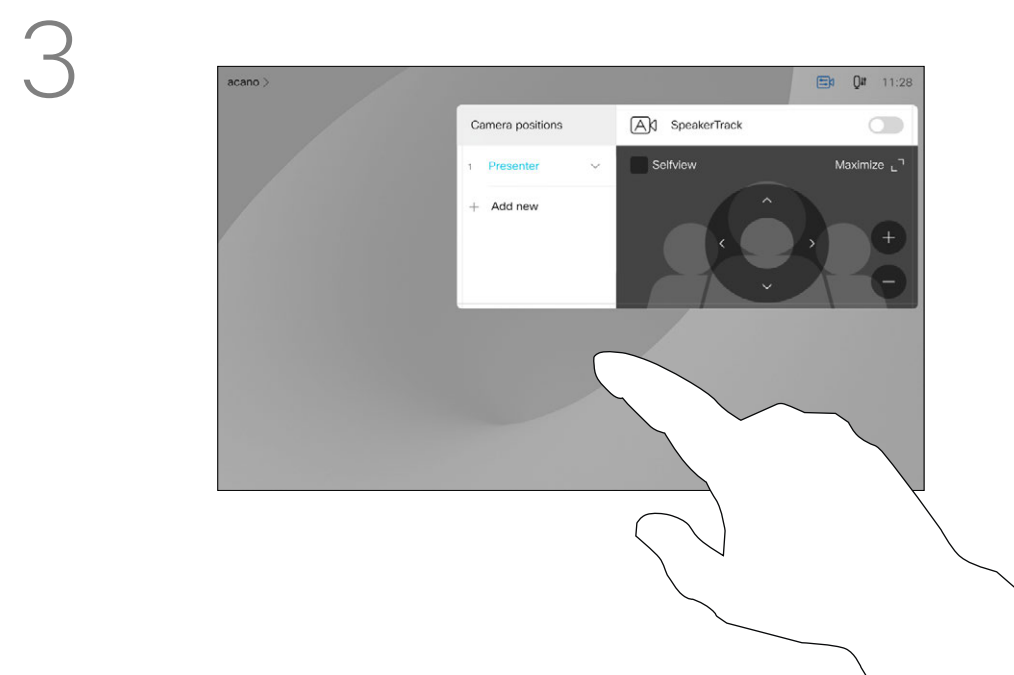 3
acano >
11:28
Camera positions
SpeakerTrack
1 Presenter
Selfview
Maximize
+ Add new